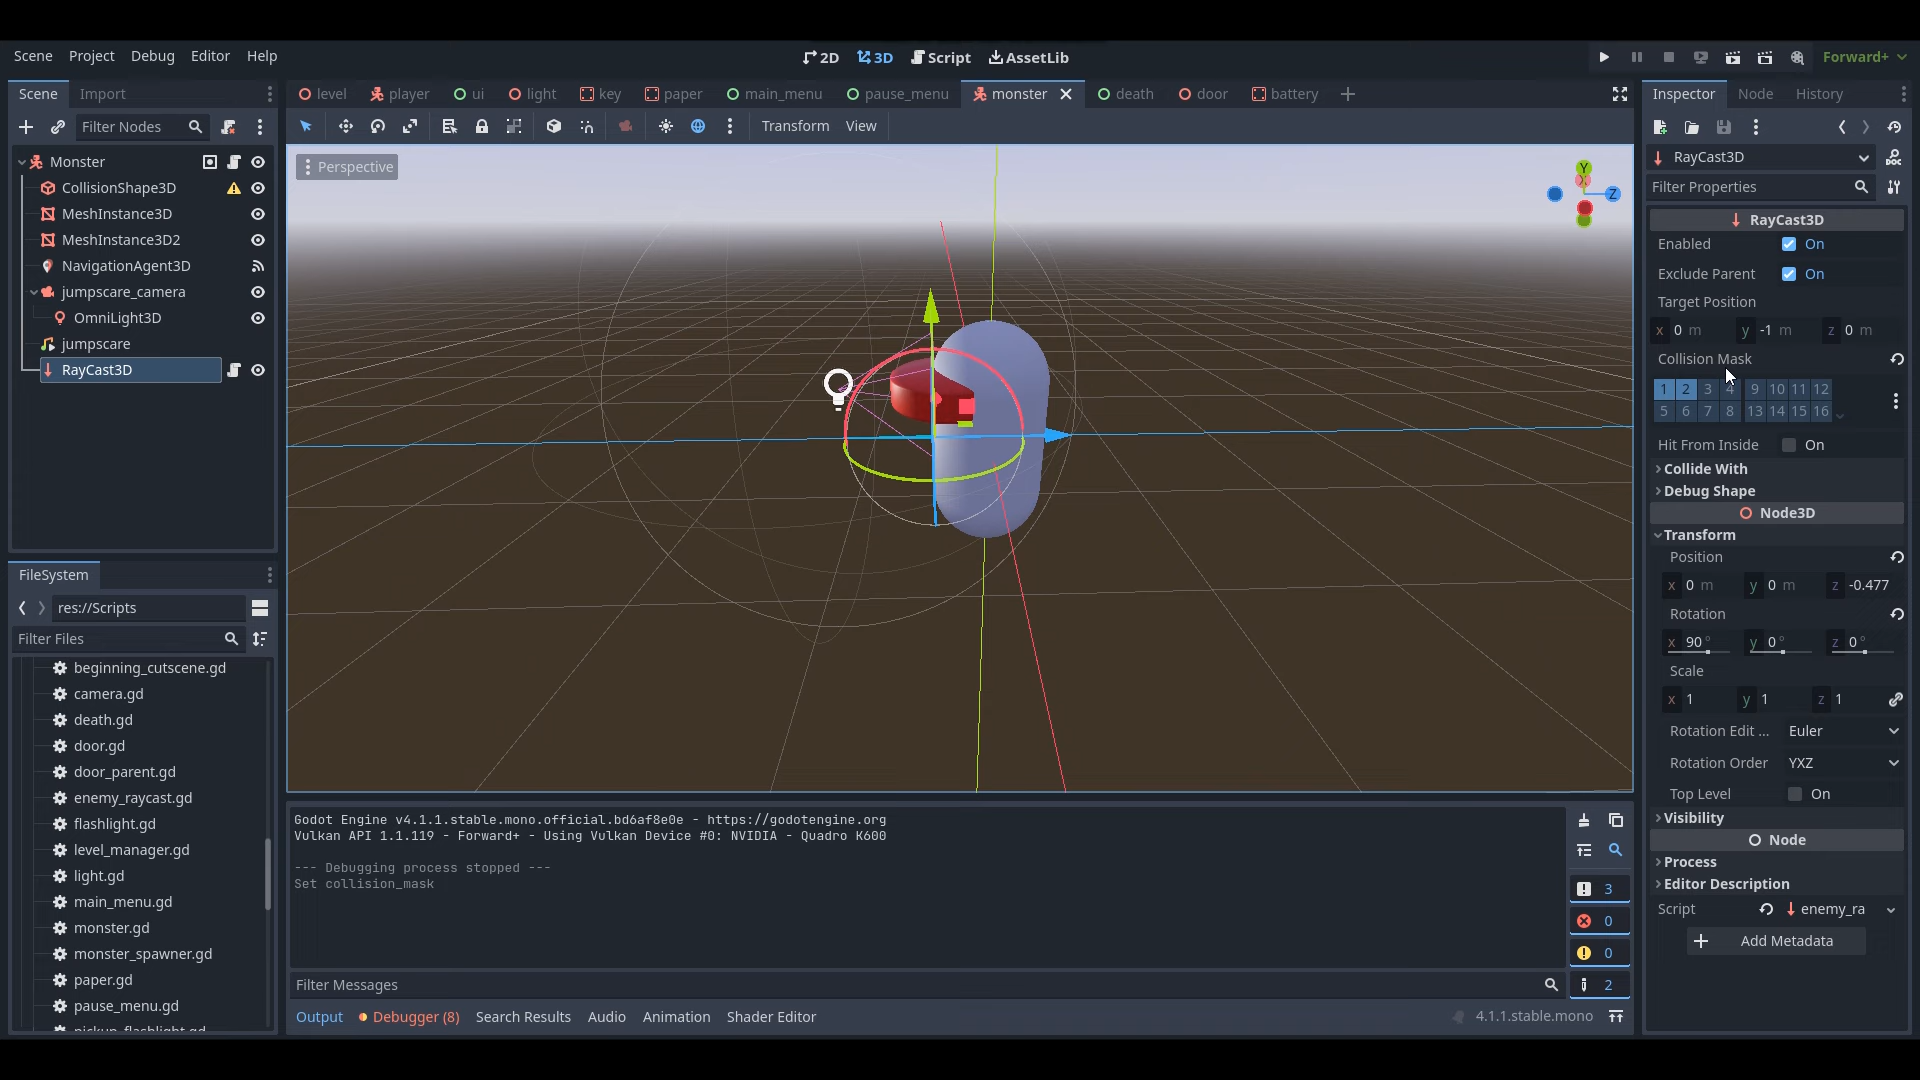 Scene Project Debug Editor Help
2D 3D Script AssetLib
Forward+
Scene Import
level player ui light key paper main_menu pause_menu monster death door battery
Inspector Node History
Filter Nodes
Transform View
Monster
CollisionShape3D
MeshInstance3D
MeshInstance3D2
NavigationAgent3D
jumpscare_camera
OmniLight3D
jumpscare
RayCast3D
Perspective
Y
X
Z
FileSystem
res://Scripts
Filter Files
beginning_cutscene.gd
camera.gd
death.gd
door.gd
door_parent.gd
enemy_raycast.gd
flashlight.gd
level_manager.gd
light.gd
main_menu.gd
monster.gd
monster_spawner.gd
paper.gd
pause_menu.gd
pickup_flashlight.gd
Godot Engine v4.1.1.stable.mono.official.bd6af8e0e - https://godotengine.org
Vulkan API 1.1.119 - Forward+ - Using Vulkan Device #0: NVIDIA - Quadro K600
--- Debugging process stopped ---
Set collision_mask
3
0
0
2
Filter Messages
Output Debugger (8) Search Results Audio Animation Shader Editor
4.1.1.stable.mono
RayCast3D
Filter Properties
RayCast3D
Enabled On
Exclude Parent On
Target Position
x 0 m y -1 m z 0 m
Collision Mask
1 2 3 4 9 10 11 12
5 6 7 8 13 14 15 16
Hit From Inside On
Collide With
Debug Shape
Node3D
Transform
Position
x 0 m y 0 m z -0.477
Rotation
x 90 ° y 0 ° z 0 °
Scale
x 1 y 1 z 1
Rotation Edit ... Euler
Rotation Order YXZ
Top Level On
Visibility
Node
Process
Editor Description
Script enemy_ra
Add Metadata